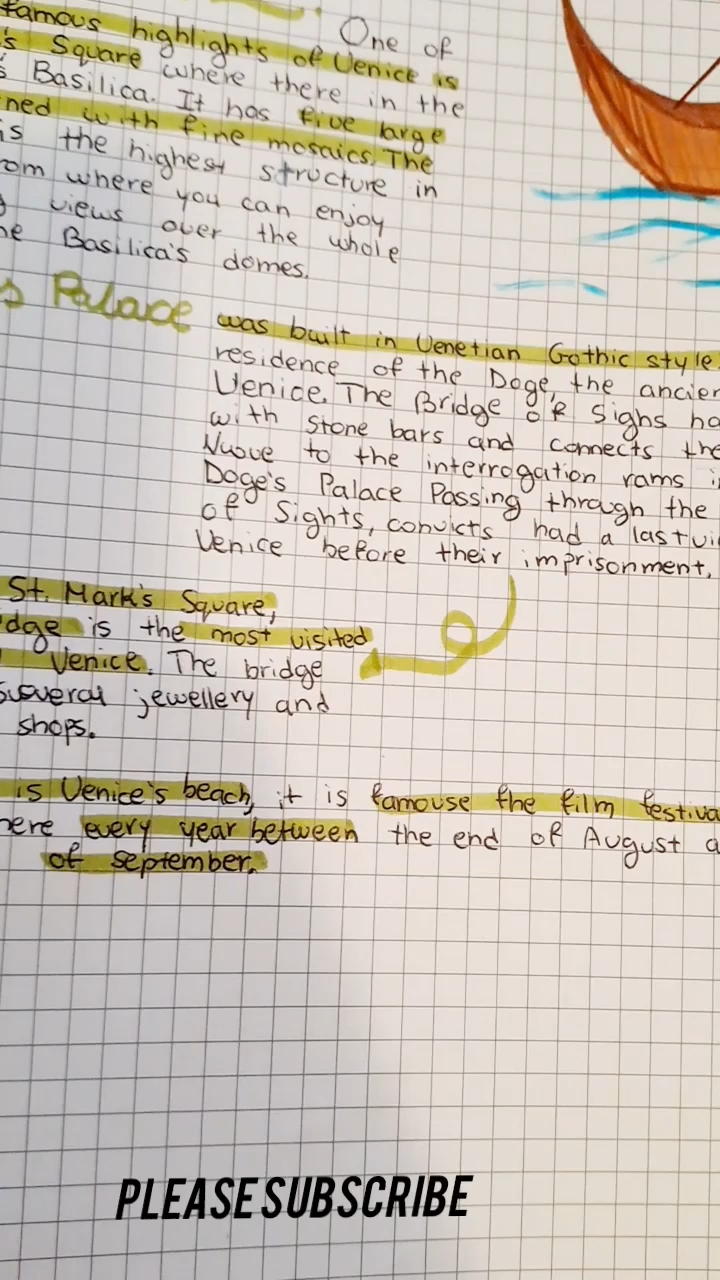 One of
famous highlights of Venice is
's Square where there in the
s Basilica. It has five large
ned with fine mosaics. The
is the highest structure in
rom where you can enjoy
g views over the whole
he Basilica's domes.
s Palace was built in Venetian Gothic style.
residence of the Doge, the ancien
Venice. The Bridge of Sighs ha
with stone bars and connects the
Nuove to the interrogation rams i
Doge's Palace Passing through the
of Sights, convicts had a last vi
Venice before their imprisonment.
St. Mark's Square,
dge is the most visited
Venice. The bridge
jewellery and
shops.
is Venice's beach, it is famouse the film festiva
here every year between the end of August a
of september.
PLEASE SUBSCRIBE